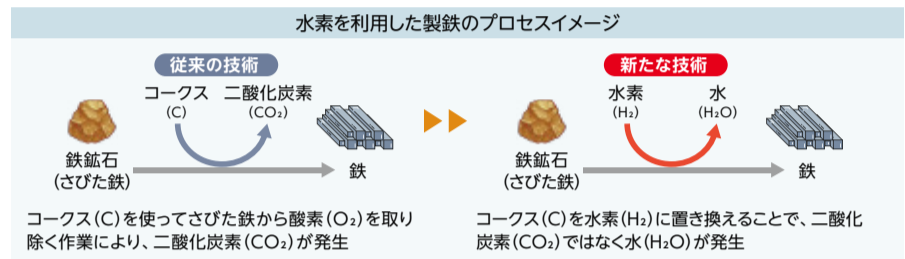 水素を利用した製鉄のプロセスイメージ
従来の技術
コークス
(C)
二酸化炭素
(CO₂)
鉄鉱石
(さびた鉄)
鉄
コークス(C)を使ってさびた鉄から酸素(O₂)を取り
除く作業により、二酸化炭素(CO₂)が発生
新たな技術
水素
(H₂)
水
(H₂O)
鉄鉱石
(さびた鉄)
鉄
コークス(C)を水素(H₂)に置き換えることで、二酸化
炭素(CO₂)ではなく水(H₂O)が発生